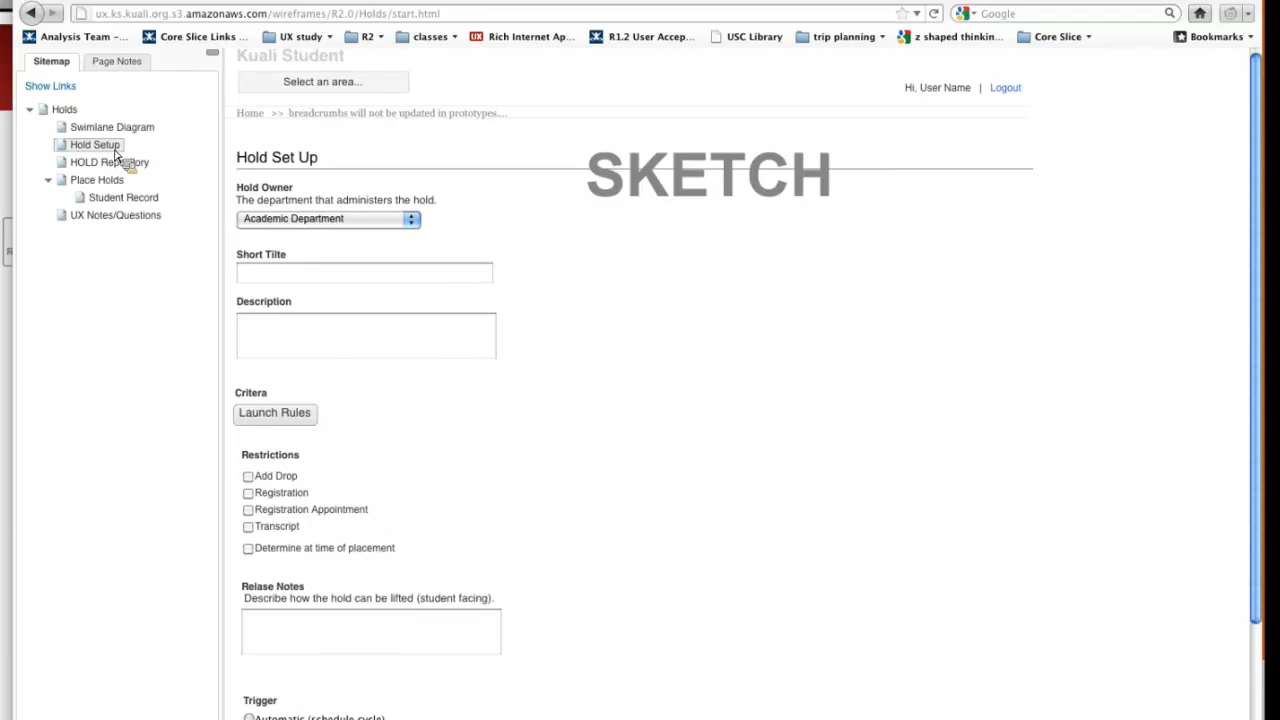 ux.ks.kuali.org.s3.amazonaws.com/wireframes/R2.0/Holds/start.html
Google
Analysis Team -...
Core Slice Links ...
UX study
R2
classes
UX Rich Internet Ap...
R1.2 User Accep...
USC Library
trip planning
z shaped thinkin...
Core Slice
Bookmarks
Sitemap
Page Notes
Show Links
Holds
Swimlane Diagram
Hold Setup
HOLD
Place Holds
Student Record
UX Notes/Questions
Kuali Student
Select an area...
Hi, User Name | Logout
Home >> breadcrumbs will not be updated in prototypes....
Hold Set Up
SKETCH
Hold Owner
The department that administers the hold.
Academic Department
Short Tilte
Description
Critera
Launch Rules
Restrictions
Add Drop
Registration
Registration Appointment
Transcript
Determine at time of placement
Relase Notes
Describe how the hold can be lifted (student facing).
Trigger
Automatic (schedule cycle)